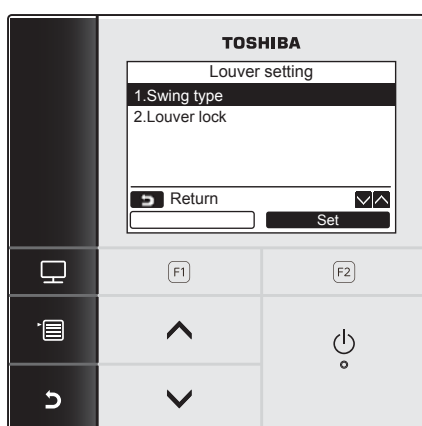 TOSHIBA
Louver setting
1.Swing type
2.Louver lock
Return
Set
F1
F2